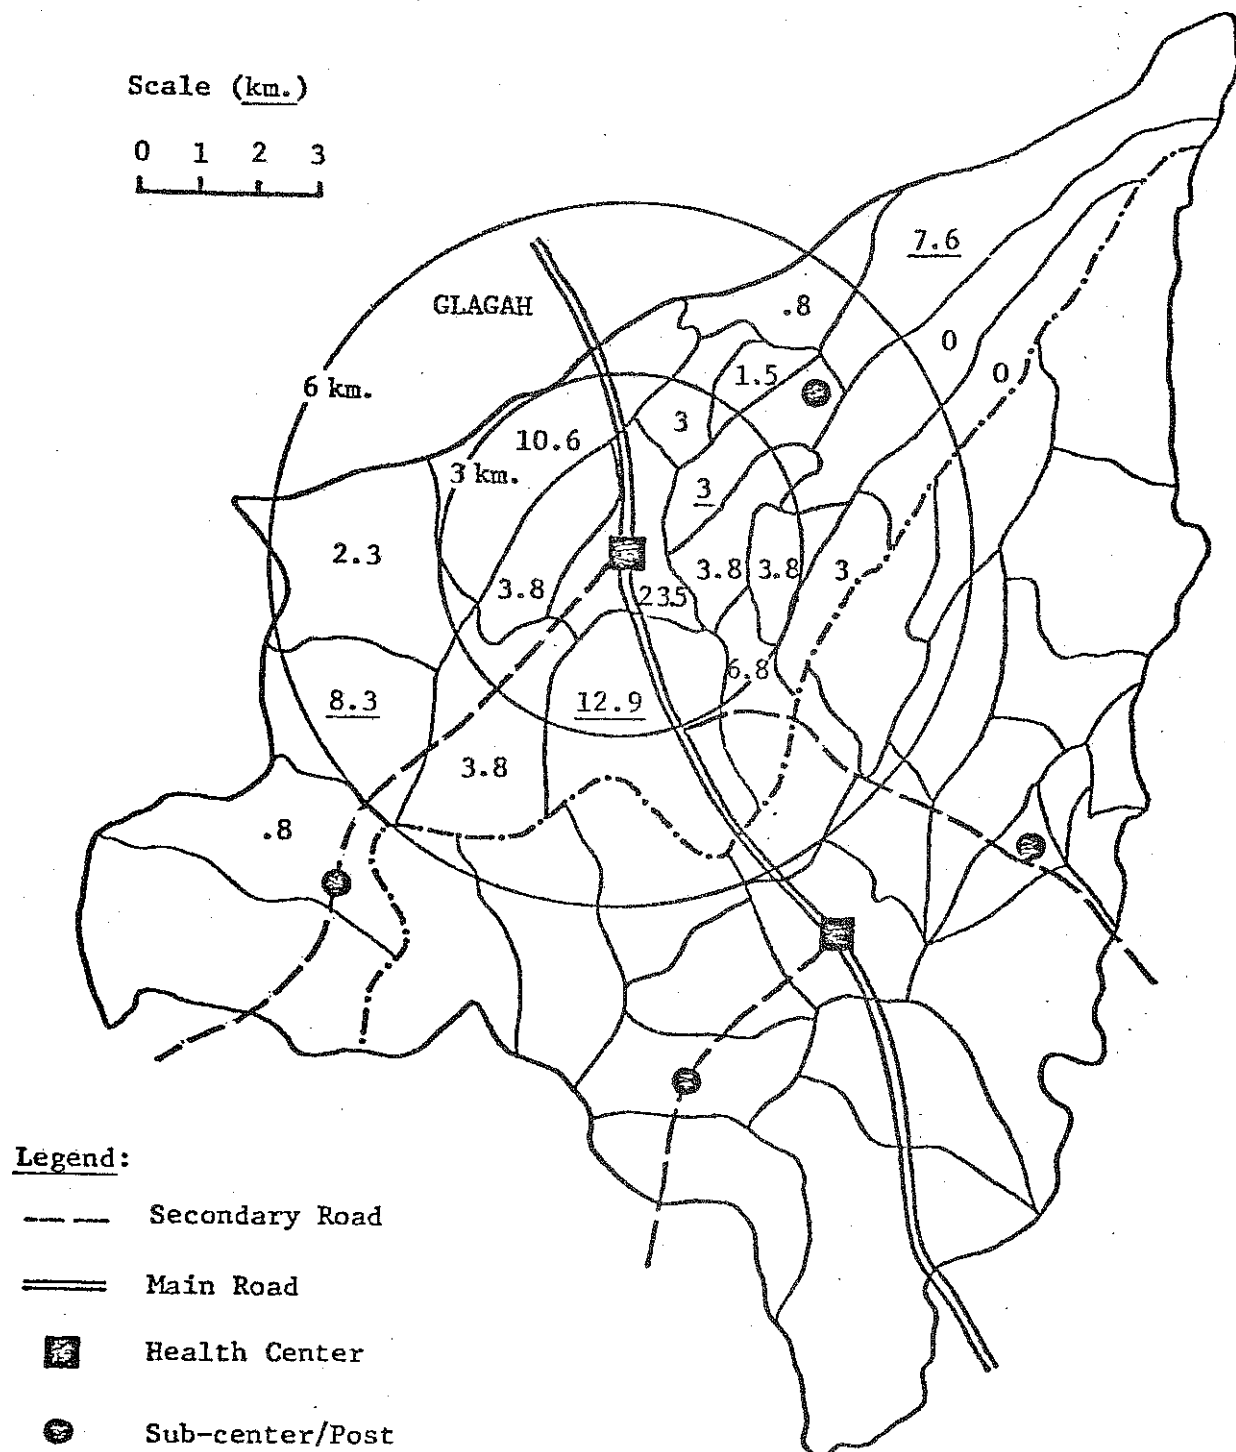 Scale (km.)
0 1 2 3
7.6
.8
GLAGAH
0
1.5
0
6 km.
3
10.6
3 km.
3
2.3
3.8
3.8
3.8
3
23.5
6.8
8.3
12.9
3.8
.8
Legend:
Secondary Road
Main Road
Health Center
Sub-center/Post